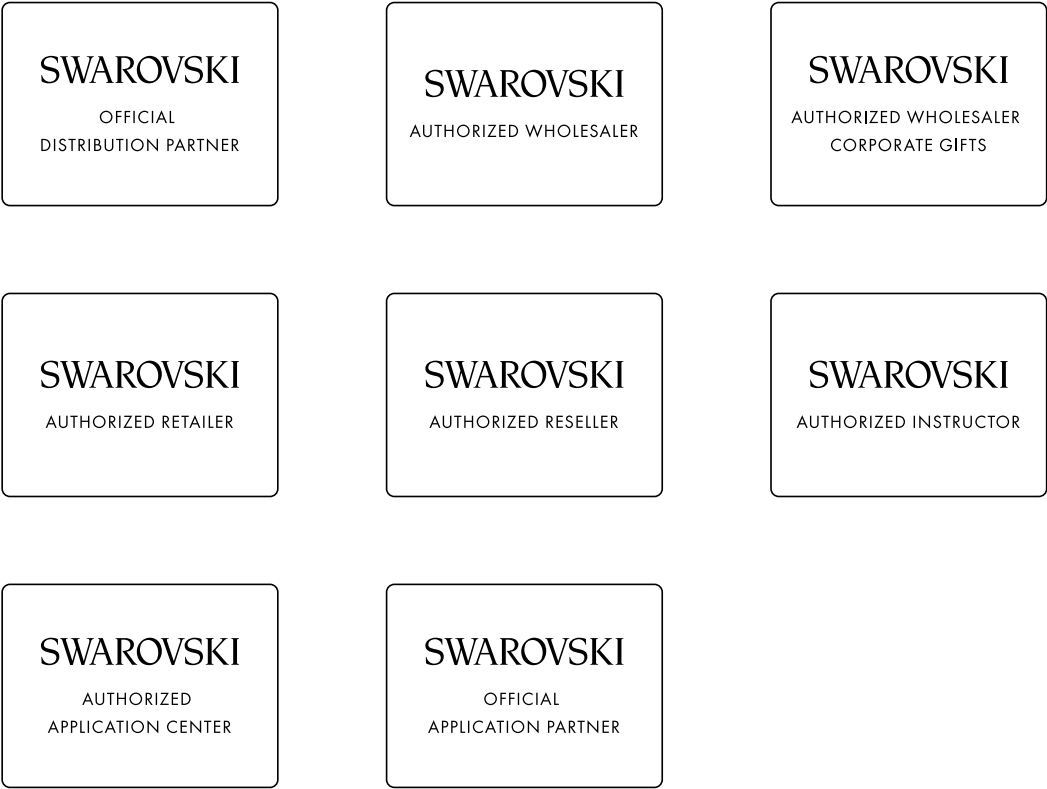 SWAROVSKI
OFFICIAL
DISTRIBUTION PARTNER
SWAROVSKI
AUTHORIZED WHOLESALER
SWAROVSKI
AUTHORIZED WHOLESALER
CORPORATE GIFTS
SWAROVSKI
AUTHORIZED RETAILER
SWAROVSKI
AUTHORIZED RESELLER
SWAROVSKI
AUTHORIZED INSTRUCTOR
SWAROVSKI
AUTHORIZED
APPLICATION CENTER
SWAROVSKI
OFFICIAL
APPLICATION PARTNER